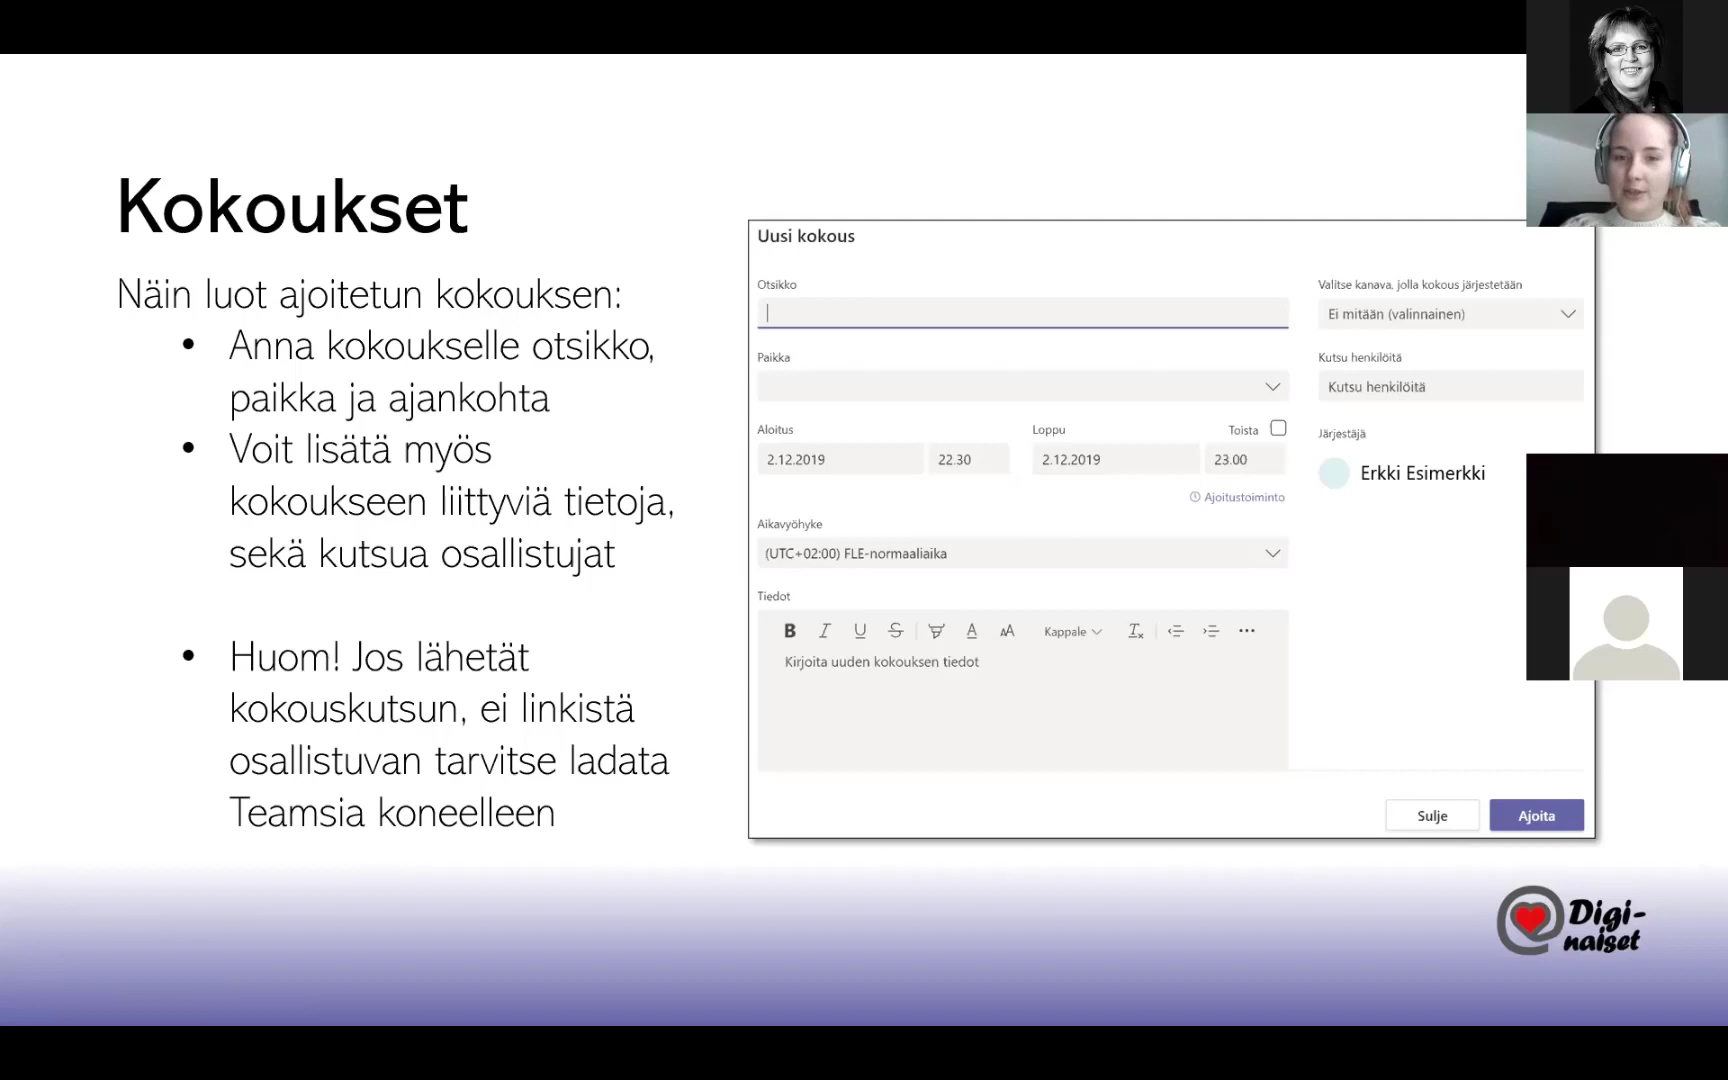 Kokoukset
Näin luot ajoitetun kokouksen:
• Anna kokoukselle otsikko,
paikka ja ajankohta
• Voit lisätä myös
kokoukseen liittyviä tietoja,
sekä kutsua osallistujat
• Huom! Jos lähetät
kokouskutsun, ei linkistä
osallistuvan tarvitse ladata
Teamsia koneelleen
Uusi kokous
Otsikko
Paikka
Aloitus
Loppu
Toista
2.12.2019
22.30
2.12.2019
23.00
Ajoitustoiminto
Aikavyöhyke
(UTC+02:00) FLE-normaaliaika
Tiedot
B I U S A AA Kappale
Kirjoita uuden kokouksen tiedot
Valitse kanava, jolla kokous järjestetään
Ei mitään (valinnainen)
Kutsu henkilöitä
Kutsu henkilöitä
Järjestäjä
Erkki Esimerkki
Sulje
Ajoita
Digi-
naiset